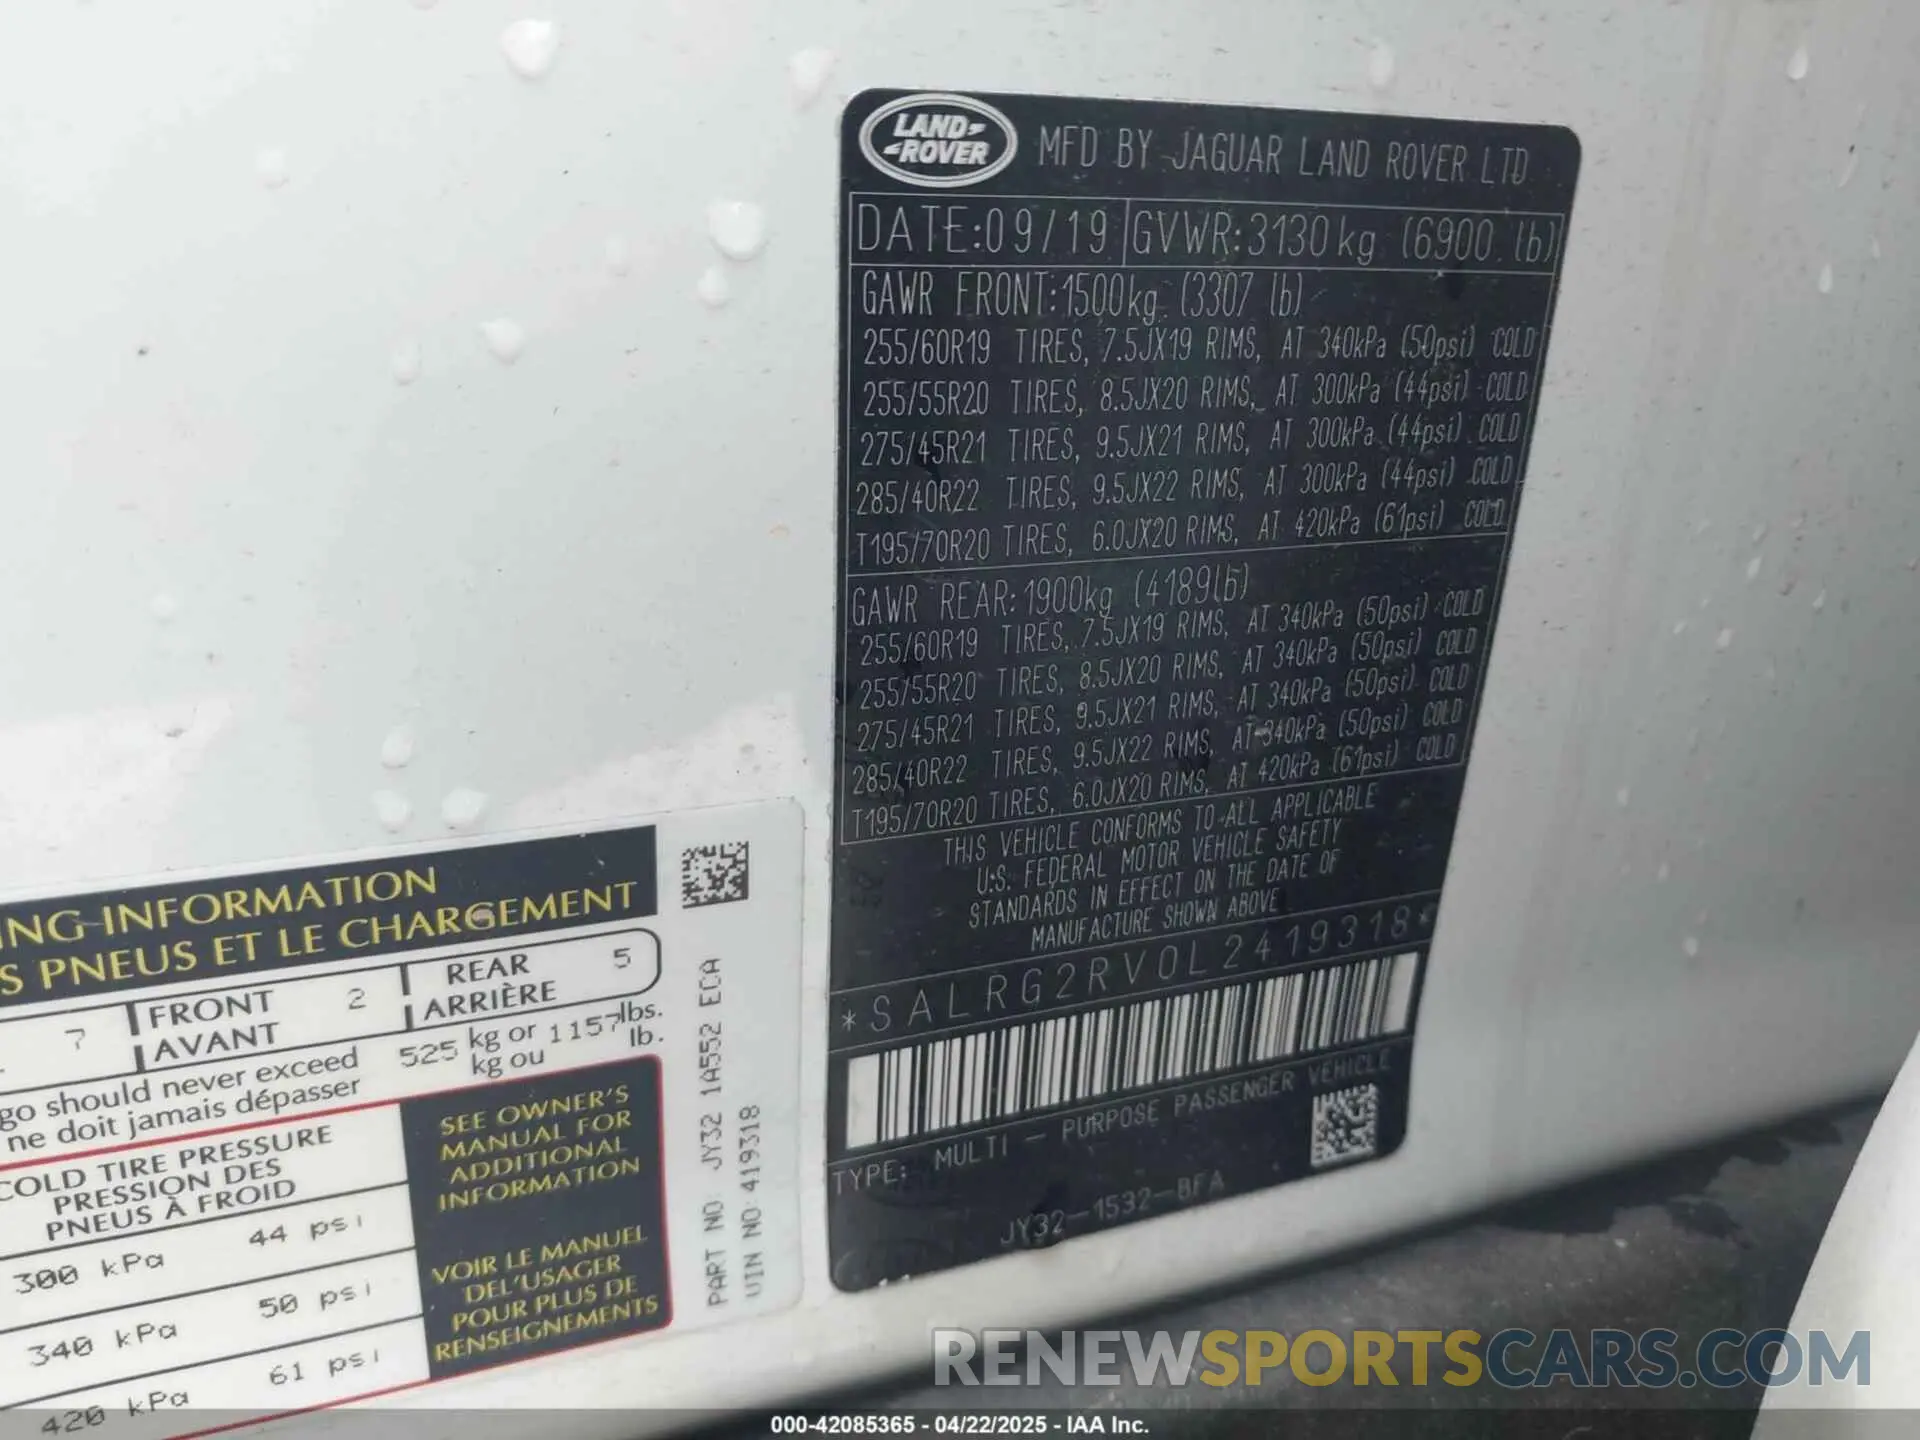 LAND-
-ROVER
MFD BY JAGUAR LAND ROVER LTD
DATE:09/19 GVWR:3130kg (6900 lb)
GAWR FRONT:1500kg (3307 lb)
255/60R19 TIRES, 7.5JX19 RIMS, AT 340kPa (50psi) COLD
255/55R20 TIRES, 8.5JX20 RIMS, AT 300kPa (44psi) COLD
275/45R21 TIRES, 9.5JX21 RIMS, AT 300kPa (44psi) COLD
285/40R22 TIRES, 9.5JX22 RIMS, AT 300kPa (44psi) COLD
T195/70R20 TIRES, 6.0JX20 RIMS, AT 420kPa (61psi) COLD
GAWR REAR:1900kg (4189lb)
255/60R19 TIRES, 7.5JX19 RIMS, AT 340kPa (50psi) COLD
255/55R20 TIRES, 8.5JX20 RIMS, AT 340kPa (50psi) COLD
275/45R21 TIRES, 9.5JX21 RIMS, AT 340kPa (50psi) COLD
285/40R22 TIRES, 9.5JX22 RIMS, AT 340kPa (50psi) COLD
T195/70R20 TIRES, 6.0JX20 RIMS, AT 420kPa (61psi) COLD
THIS VEHICLE CONFORMS TO ALL APPLICABLE
U.S. FEDERAL MOTOR VEHICLE SAFETY
STANDARDS IN EFFECT ON THE DATE OF
MANUFACTURE SHOWN ABOVE
*SALRG2RV0L2419318*
TYPE: MULTI - PURPOSE PASSENGER VEHICLE
JY32-1532-BFA
ING INFORMATION
S PNEUS ET LE CHARGEMENT
7 FRONT 2 REAR 5
AVANT ARRIÈRE
go should never exceed 525 kg or 1157 lbs.
ne doit jamais dépasser kg ou lb.
COLD TIRE PRESSURE
PRESSION DES
PNEUS À FROID
300 kPa 44 psi
340 kPa 50 psi
420 kPa 61 psi
SEE OWNER'S
MANUAL FOR
ADDITIONAL
INFORMATION
VOIR LE MANUEL
DEL'USAGER
POUR PLUS DE
RENSEIGNEMENTS
PART NO: JY32 1A552 ECA
VIN NO: 419318
RENEWSPORTSCARS.COM
000-42085365 - 04/22/2025 - IAA Inc.